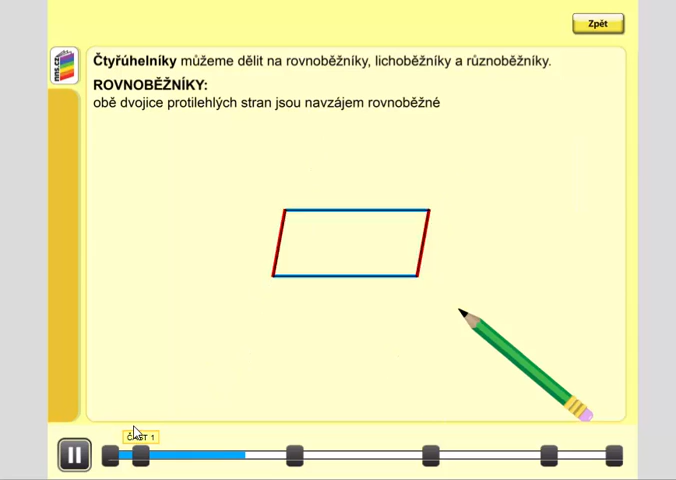 Zpět
Čtyřúhelníky můžeme dělit na rovnoběžníky, lichoběžníky a různoběžníky.
ROVNOBĚŽNÍKY:
obě dvojice protilehlých stran jsou navzájem rovnoběžné
ČÁST 1